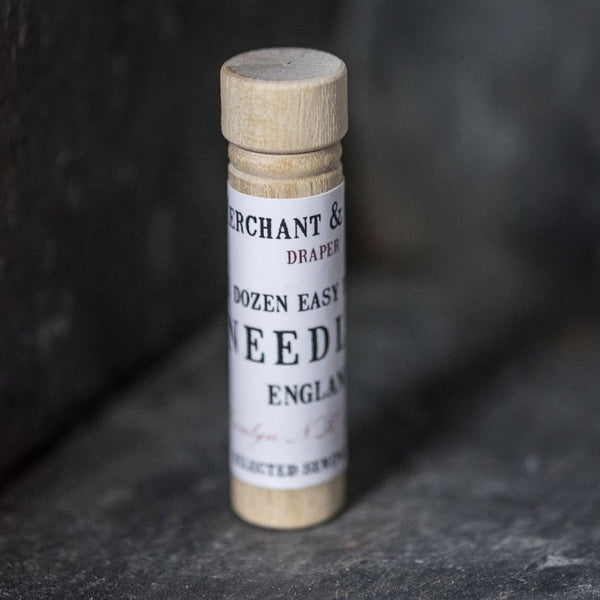 ERCHANT &
DRAPER
DOZEN EASY
NEEDL
ENGLAN
SELECTED SEWING